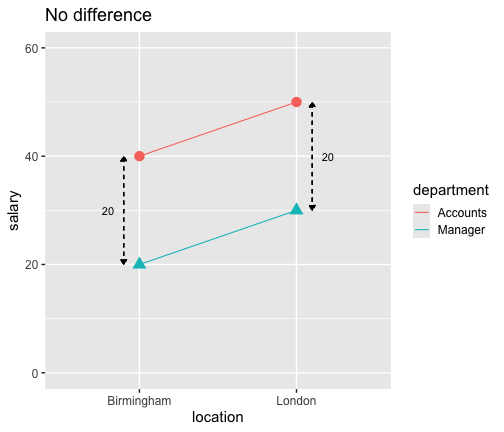 No difference
60
40
20
0
salary
20
20
Birmingham
London
location
department
Accounts
Manager